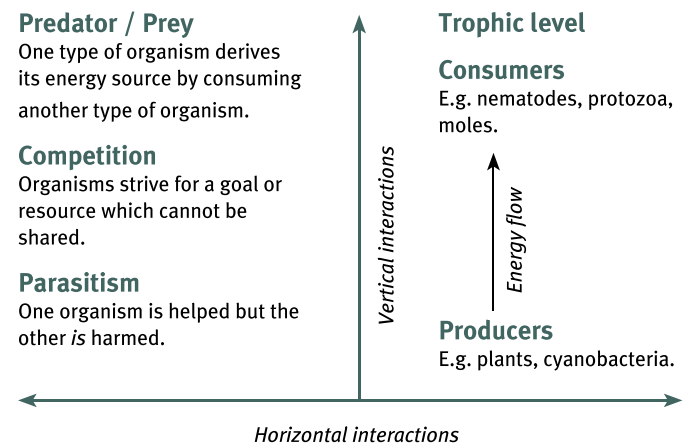 Predator / Prey
One type of organism derives
its energy source by consuming
another type of organism.
Competition
Organisms strive for a goal or
resource which cannot be
shared.
Parasitism
One organism is helped but the
other is harmed.
Vertical interactions
Trophic level
Consumers
E.g. nematodes, protozoa,
moles.
Energy flow
Producers
E.g. plants, cyanobacteria.
Horizontal interactions